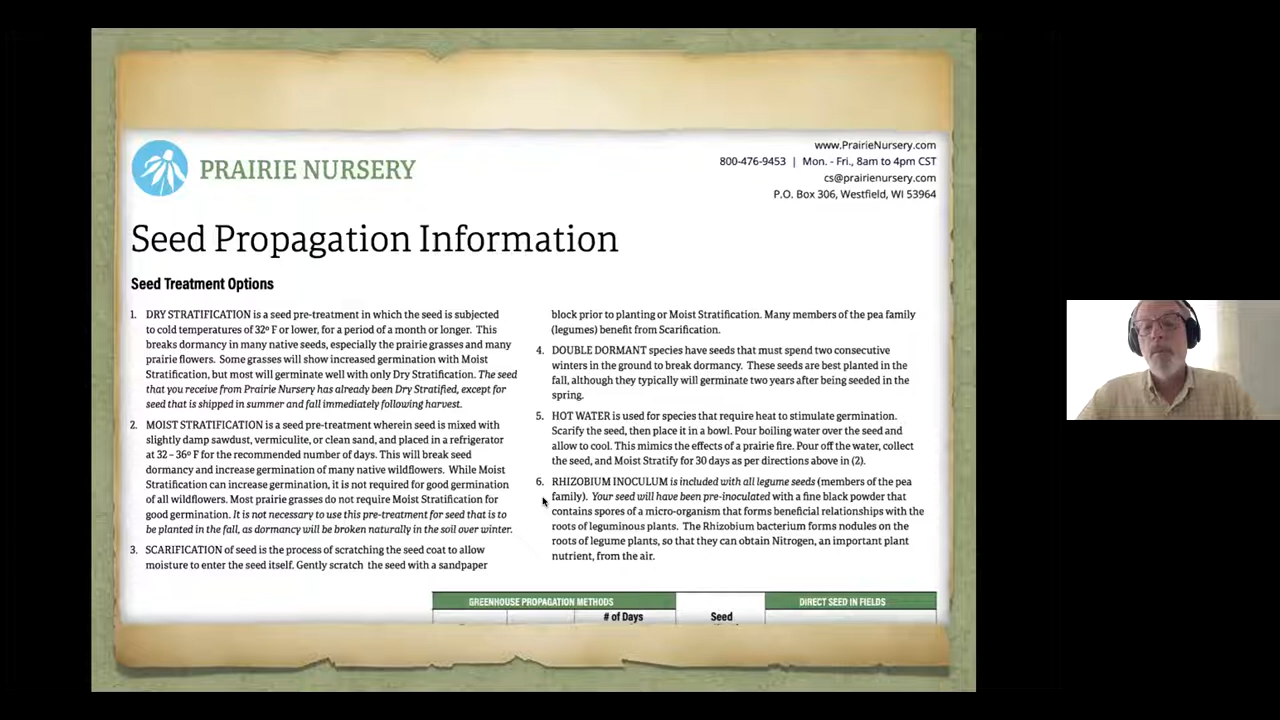 PRAIRIE NURSERY
www.PrairieNursery.com
800-476-9453 | Mon. - Fri., 8am to 4pm CST
cs@prairienursery.com
P.O. Box 306, Westfield, WI 53964
Seed Propagation Information
Seed Treatment Options
1. DRY STRATIFICATION is a seed pre-treatment in which the seed is subjected
to cold temperatures of 32º F or lower, for a period of a month or longer. This
breaks dormancy in many native seeds, especially the prairie grasses and many
prairie flowers. Some grasses will show increased germination with Moist
Stratification, but most will germinate well with only Dry Stratification. The seed
that you receive from Prairie Nursery has already been Dry Stratified, except for
seed that is shipped in summer and fall immediately following harvest.
2. MOIST STRATIFICATION is a seed pre-treatment wherein seed is mixed with
slightly damp sawdust, vermiculite, or clean sand, and placed in a refrigerator
at 32 – 36º F for the recommended number of days. This will break seed
dormancy and increase germination of many native wildflowers. While Moist
Stratification can increase germination, it is not required for good germination
of all wildflowers. Most prairie grasses do not require Moist Stratification for
good germination. It is not necessary to use this pre-treatment for seed that is to
be planted in the fall, as dormancy will be broken naturally in the soil over winter.
3. SCARIFICATION of seed is the process of scratching the seed coat to allow
moisture to enter the seed itself. Gently scratch the seed with a sandpaper
block prior to planting or Moist Stratification. Many members of the pea family
(legumes) benefit from Scarification.
4. DOUBLE DORMANT species have seeds that must spend two consecutive
winters in the ground to break dormancy. These seeds are best planted in the
fall, although they typically will germinate two years after being seeded in the
spring.
5. HOT WATER is used for species that require heat to stimulate germination.
Scarify the seed, then place it in a bowl. Pour boiling water over the seed and
allow to cool. This mimics the effects of a prairie fire. Pour off the water, collect
the seed, and Moist Stratify for 30 days as per directions above in (2).
6. RHIZOBIUM INOCULUM is included with all legume seeds (members of the pea
family). Your seed will have been pre-inoculated with a fine black powder that
contains spores of a micro-organism that forms beneficial relationships with the
roots of leguminous plants. The Rhizobium bacterium forms nodules on the
roots of legume plants, so that they can obtain Nitrogen, an important plant
nutrient, from the air.
GREENHOUSE PROPAGATION METHODS
DIRECT SEED IN FIELDS
# of Days
Seed